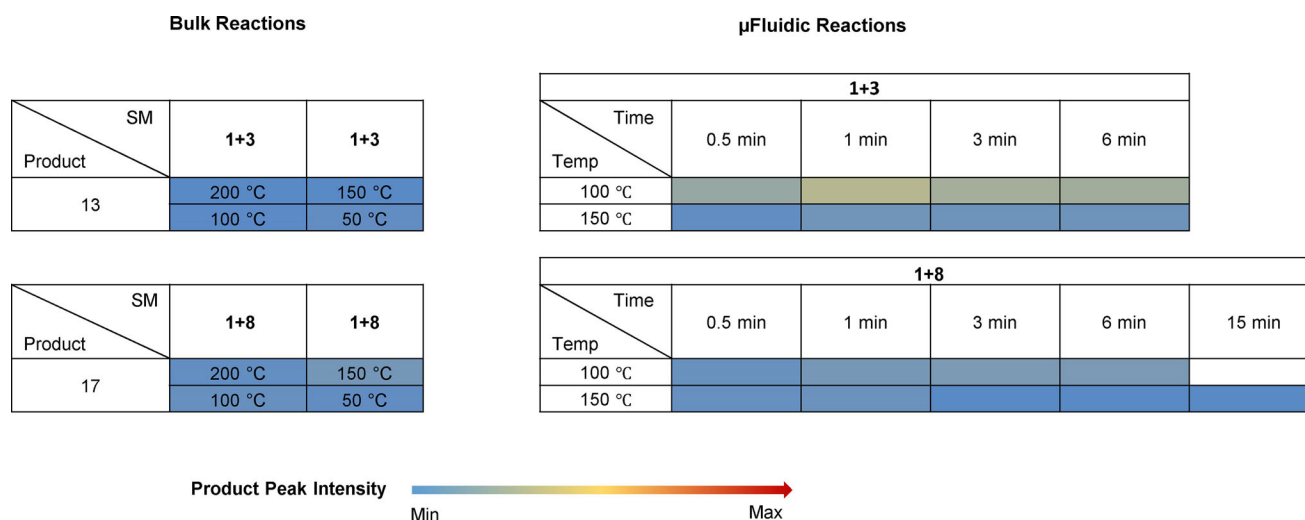 Bulk Reactions
µFluidic Reactions
SM
Product
1+3
1+3
13
200 °C
150 °C
100 °C
50 °C
1+3
Time
Temp
0.5 min
1 min
3 min
6 min
100 ℃
150 ℃
SM
Product
1+8
1+8
17
200 °C
150 °C
100 °C
50 °C
1+8
Time
Temp
0.5 min
1 min
3 min
6 min
15 min
100 ℃
150 ℃
Product Peak Intensity
Min
Max